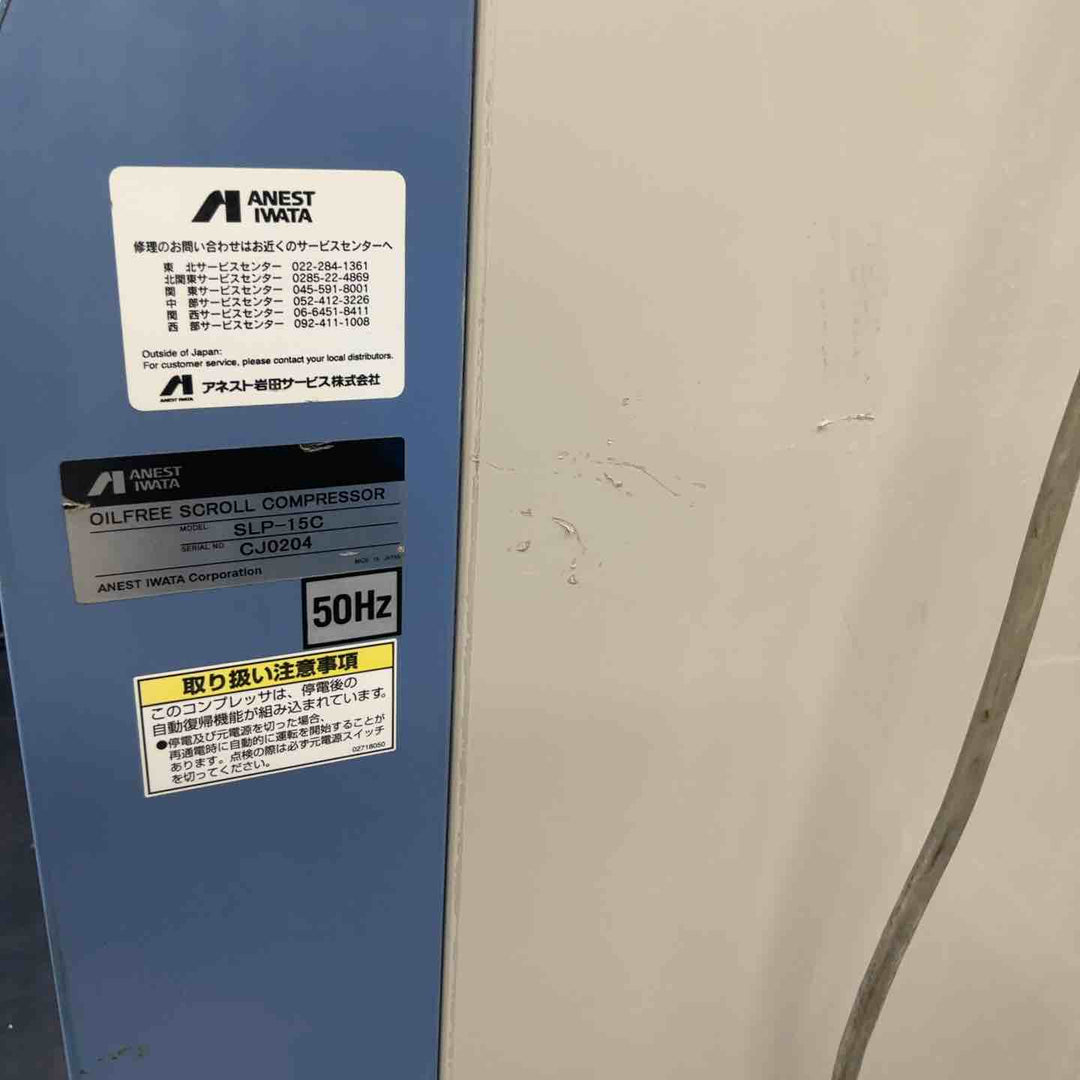 ANEST
IWATA
修理のお問い合わせはお近くのサービスセンターへ
東 北サービスセンター 022-284-1361
北関東サービスセンター 0285-22-4869
関 東サービスセンター 045-591-8001
中 部サービスセンター 052-412-3226
関 西サービスセンター 06-6451-8411
西 部サービスセンター 092-411-1008
Outside of Japan:
For customer service, please contact your local distributors.
ANEST IWATA アネスト岩田サービス株式会社
ANEST
IWATA
OILFREE SCROLL COMPRESSOR
MODEL SLP-15C
SERIAL NO CJ0204
MADE IN JAPAN
ANEST IWATA Corporation
50Hz
取り扱い注意事項
このコンプレッサは、停電後の
自動復帰機能が組み込まれています。
●停電及び元電源を切った場合、
再通電時に自動的に運転を開始することが
あります。点検の際は必ず元電源スイッチ
を切ってください。
02718050